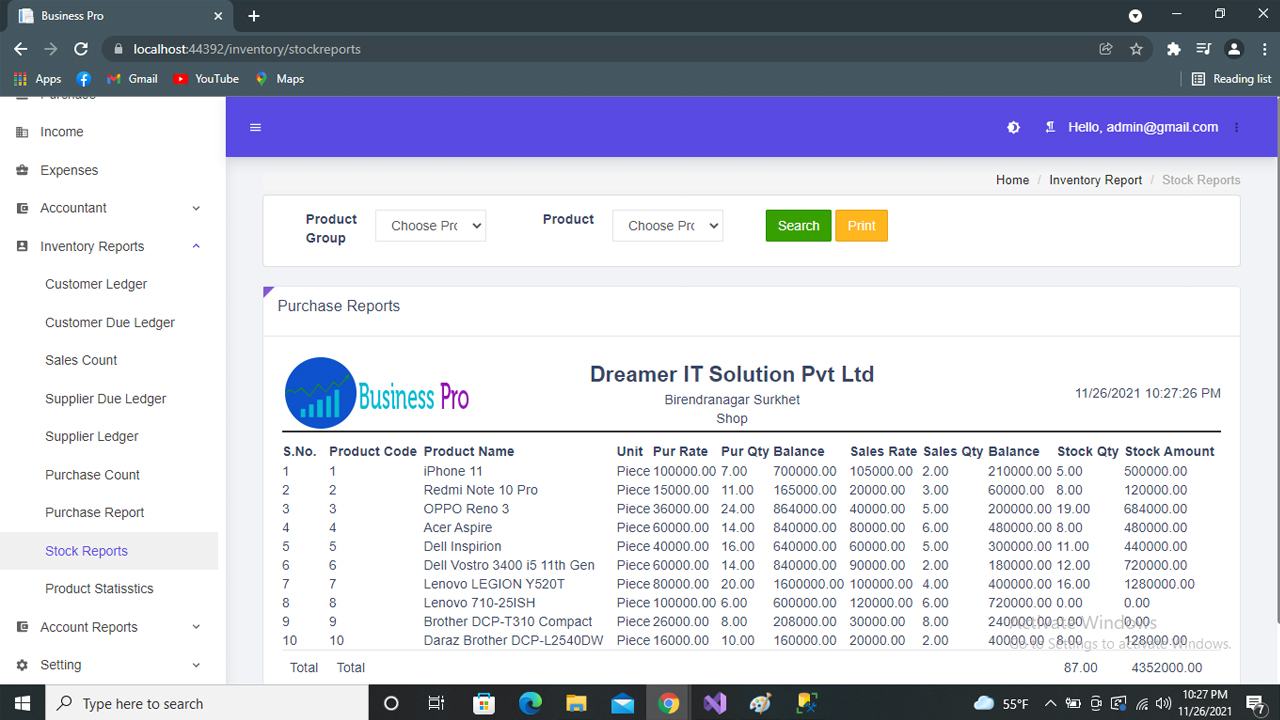 Business Pro
localhost:44392/inventory/stockreports
Apps Gmail YouTube Maps Reading list
Purchase
Income
Expenses
Accountant
Inventory Reports
Customer Ledger
Customer Due Ledger
Sales Count
Supplier Due Ledger
Supplier Ledger
Purchase Count
Purchase Report
Stock Reports
Product Statisstics
Account Reports
Setting
Hello, admin@gmail.com
Home / Inventory Report / Stock Reports
Product Group Choose Prc Product Choose Prc Search Print
Purchase Reports
Business Pro
Dreamer IT Solution Pvt Ltd
Birendranagar Surkhet
Shop
11/26/2021 10:27:26 PM
S.No. Product Code Product Name Unit Pur Rate Pur Qty Balance Sales Rate Sales Qty Balance Stock Qty Stock Amount
1 1 iPhone 11 Piece 100000.00 7.00 700000.00 105000.00 2.00 210000.00 5.00 500000.00
2 2 Redmi Note 10 Pro Piece 15000.00 11.00 165000.00 20000.00 3.00 60000.00 8.00 120000.00
3 3 OPPO Reno 3 Piece 36000.00 24.00 864000.00 40000.00 5.00 200000.00 19.00 684000.00
4 4 Acer Aspire Piece 60000.00 14.00 840000.00 80000.00 6.00 480000.00 8.00 480000.00
5 5 Dell Inspirion Piece 40000.00 16.00 640000.00 60000.00 5.00 300000.00 11.00 440000.00
6 6 Dell Vostro 3400 i5 11th Gen Piece 60000.00 14.00 840000.00 90000.00 2.00 180000.00 12.00 720000.00
7 7 Lenovo LEGION Y520T Piece 80000.00 20.00 1600000.00 100000.00 4.00 400000.00 16.00 1280000.00
8 8 Lenovo 710-25ISH Piece 100000.00 6.00 600000.00 120000.00 6.00 720000.00 0.00 0.00
9 9 Brother DCP-T310 Compact Piece 26000.00 8.00 208000.00 30000.00 8.00 240000.00 0.00 0.00
10 10 Daraz Brother DCP-L2540DW Piece 16000.00 10.00 160000.00 20000.00 2.00 40000.00 8.00 128000.00
Total Total 87.00 4352000.00
Activate Windows
Go to Settings to activate Windows.
Type here to search
55°F
10:27 PM
11/26/2021
7